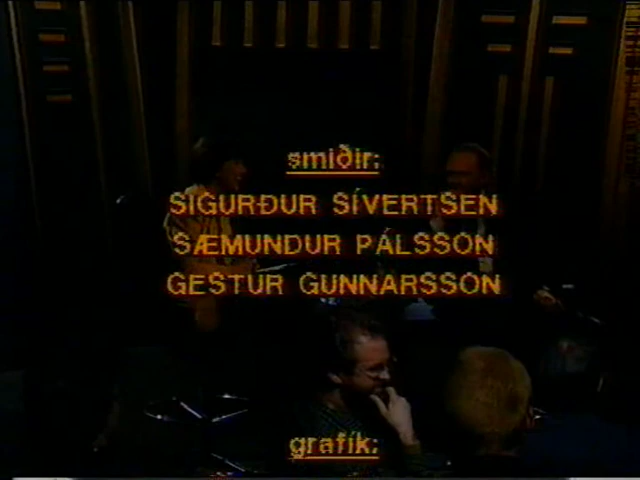 smiðir:
SIGURÐUR SÍVERTSEN
SÆMUNDUR PÁLSSON
GESTUR GUNNARSSON
grafík: